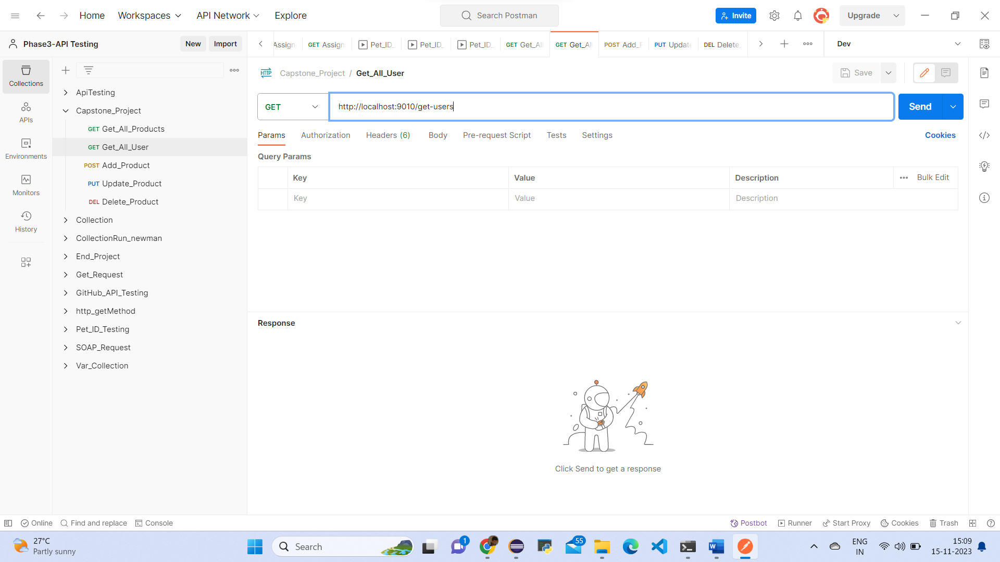 Home Workspaces API Network Explore Search Postman Invite Upgrade
Phase3-API Testing New Import Assign GET Assign Pet_ID_ Pet_ID_ Pet_ID_ GET Get_All GET Get_All POST Add_P PUT Update DEL Delete_ Dev
Collections
APIs
Environments
Monitors
History
ApiTesting
Capstone_Project
GET Get_All_Products
GET Get_All_User
POST Add_Product
PUT Update_Product
DEL Delete_Product
Collection
CollectionRun_newman
End_Project
Get_Request
GitHub_API_Testing
http_getMethod
Pet_ID_Testing
SOAP_Request
Var_Collection
HTTP Capstone_Project / Get_All_User Save
GET http://localhost:9010/get-users Send
Params Authorization Headers (6) Body Pre-request Script Tests Settings Cookies
Query Params
Key Value Description Bulk Edit
Key Value Description
Response
Click Send to get a response
Online Find and replace Console Postbot Runner Start Proxy Cookies Trash
27°C
Partly sunny
Search
1
55
ENG
IN
15:09
15-11-2023